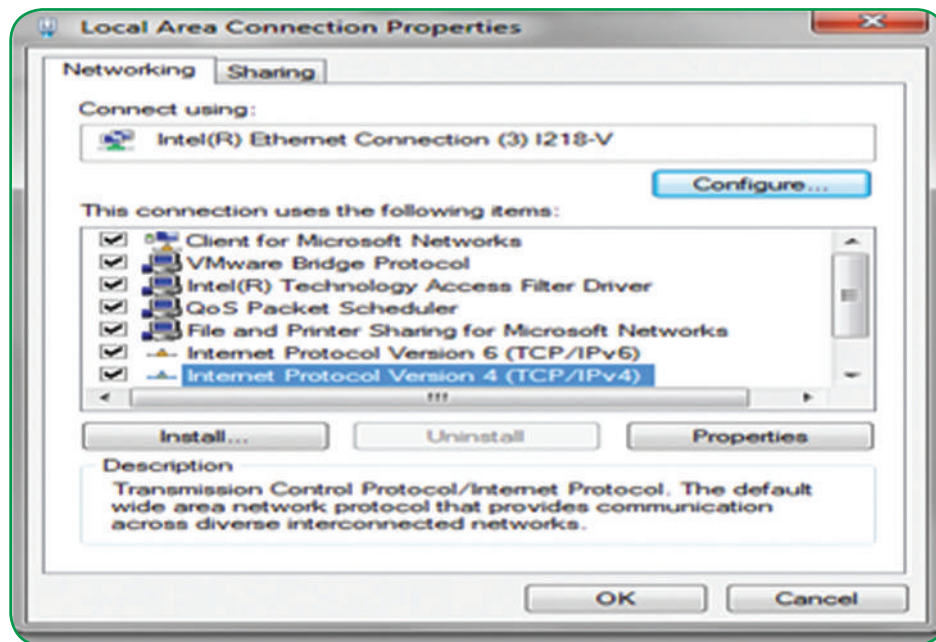 Local Area Connection Properties
Networking Sharing
Connect using:
Intel(R) Ethernet Connection (3) I218-V
Configure...
This connection uses the following items:
Client for Microsoft Networks
VMware Bridge Protocol
Intel(R) Technology Access Filter Driver
QoS Packet Scheduler
File and Printer Sharing for Microsoft Networks
Internet Protocol Version 6 (TCP/IPv6)
Internet Protocol Version 4 (TCP/IPv4)
Install... Uninstall Properties
Description
Transmission Control Protocol/Internet Protocol. The default
wide area network protocol that provides communication
across diverse interconnected networks.
OK Cancel